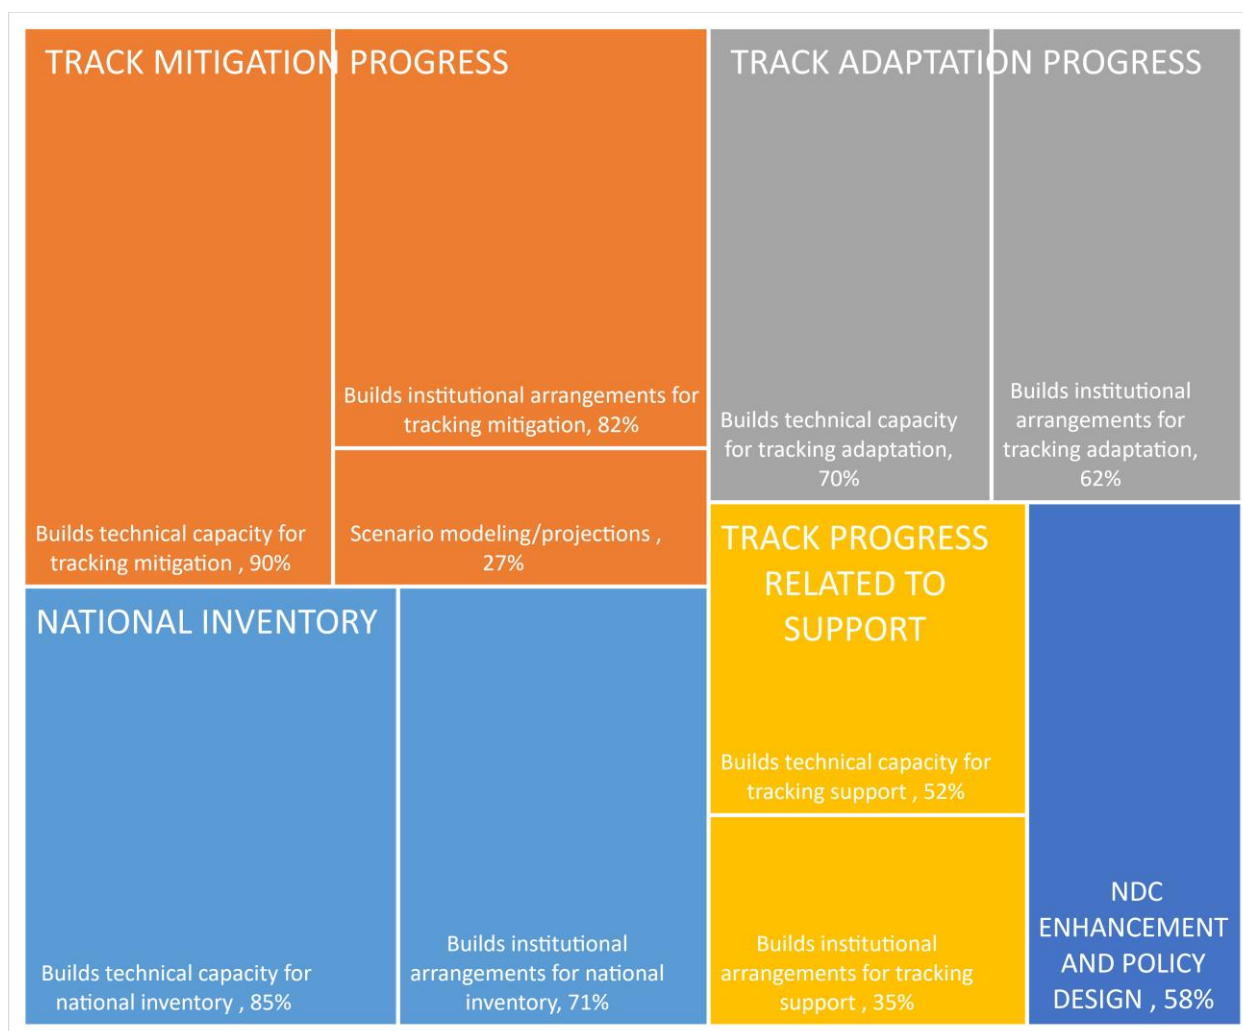 TRACK MITIGATION PROGRESS
Builds technical capacity for
tracking mitigation , 90%
Builds institutional arrangements for
tracking mitigation, 82%
Scenario modeling/projections ,
27%
NATIONAL INVENTORY
Builds technical capacity for
national inventory , 85%
Builds institutional
arrangements for national
inventory, 71%
TRACK ADAPTATION PROGRESS
Builds technical capacity
for tracking adaptation,
70%
Builds institutional
arrangements for
tracking adaptation,
62%
TRACK PROGRESS
RELATED TO
SUPPORT
Builds technical capacity for
tracking support , 52%
Builds institutional
arrangements for tracking
support , 35%
NDC
ENHANCEMENT
AND POLICY
DESIGN , 58%